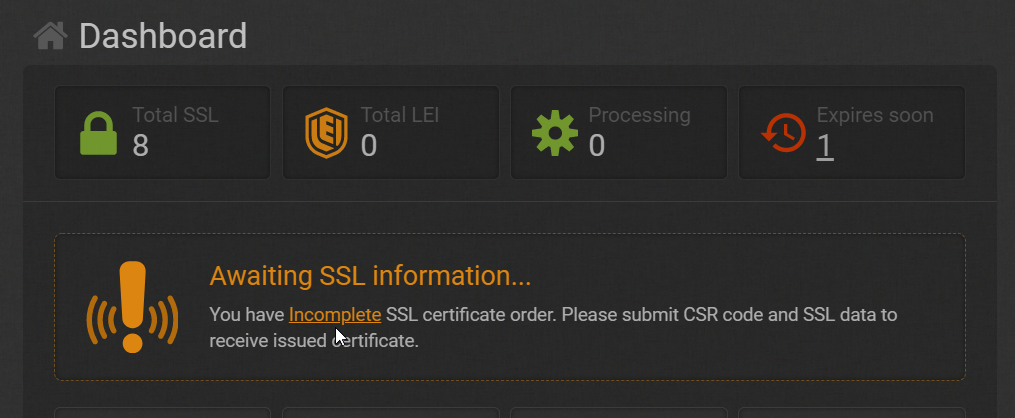 Dashboard
Total SSL
8
LEI
Total LEI
0
Processing
0
Expires soon
1
Awaiting SSL information...
You have Incomplete SSL certificate order. Please submit CSR code and SSL data to
receive issued certificate.